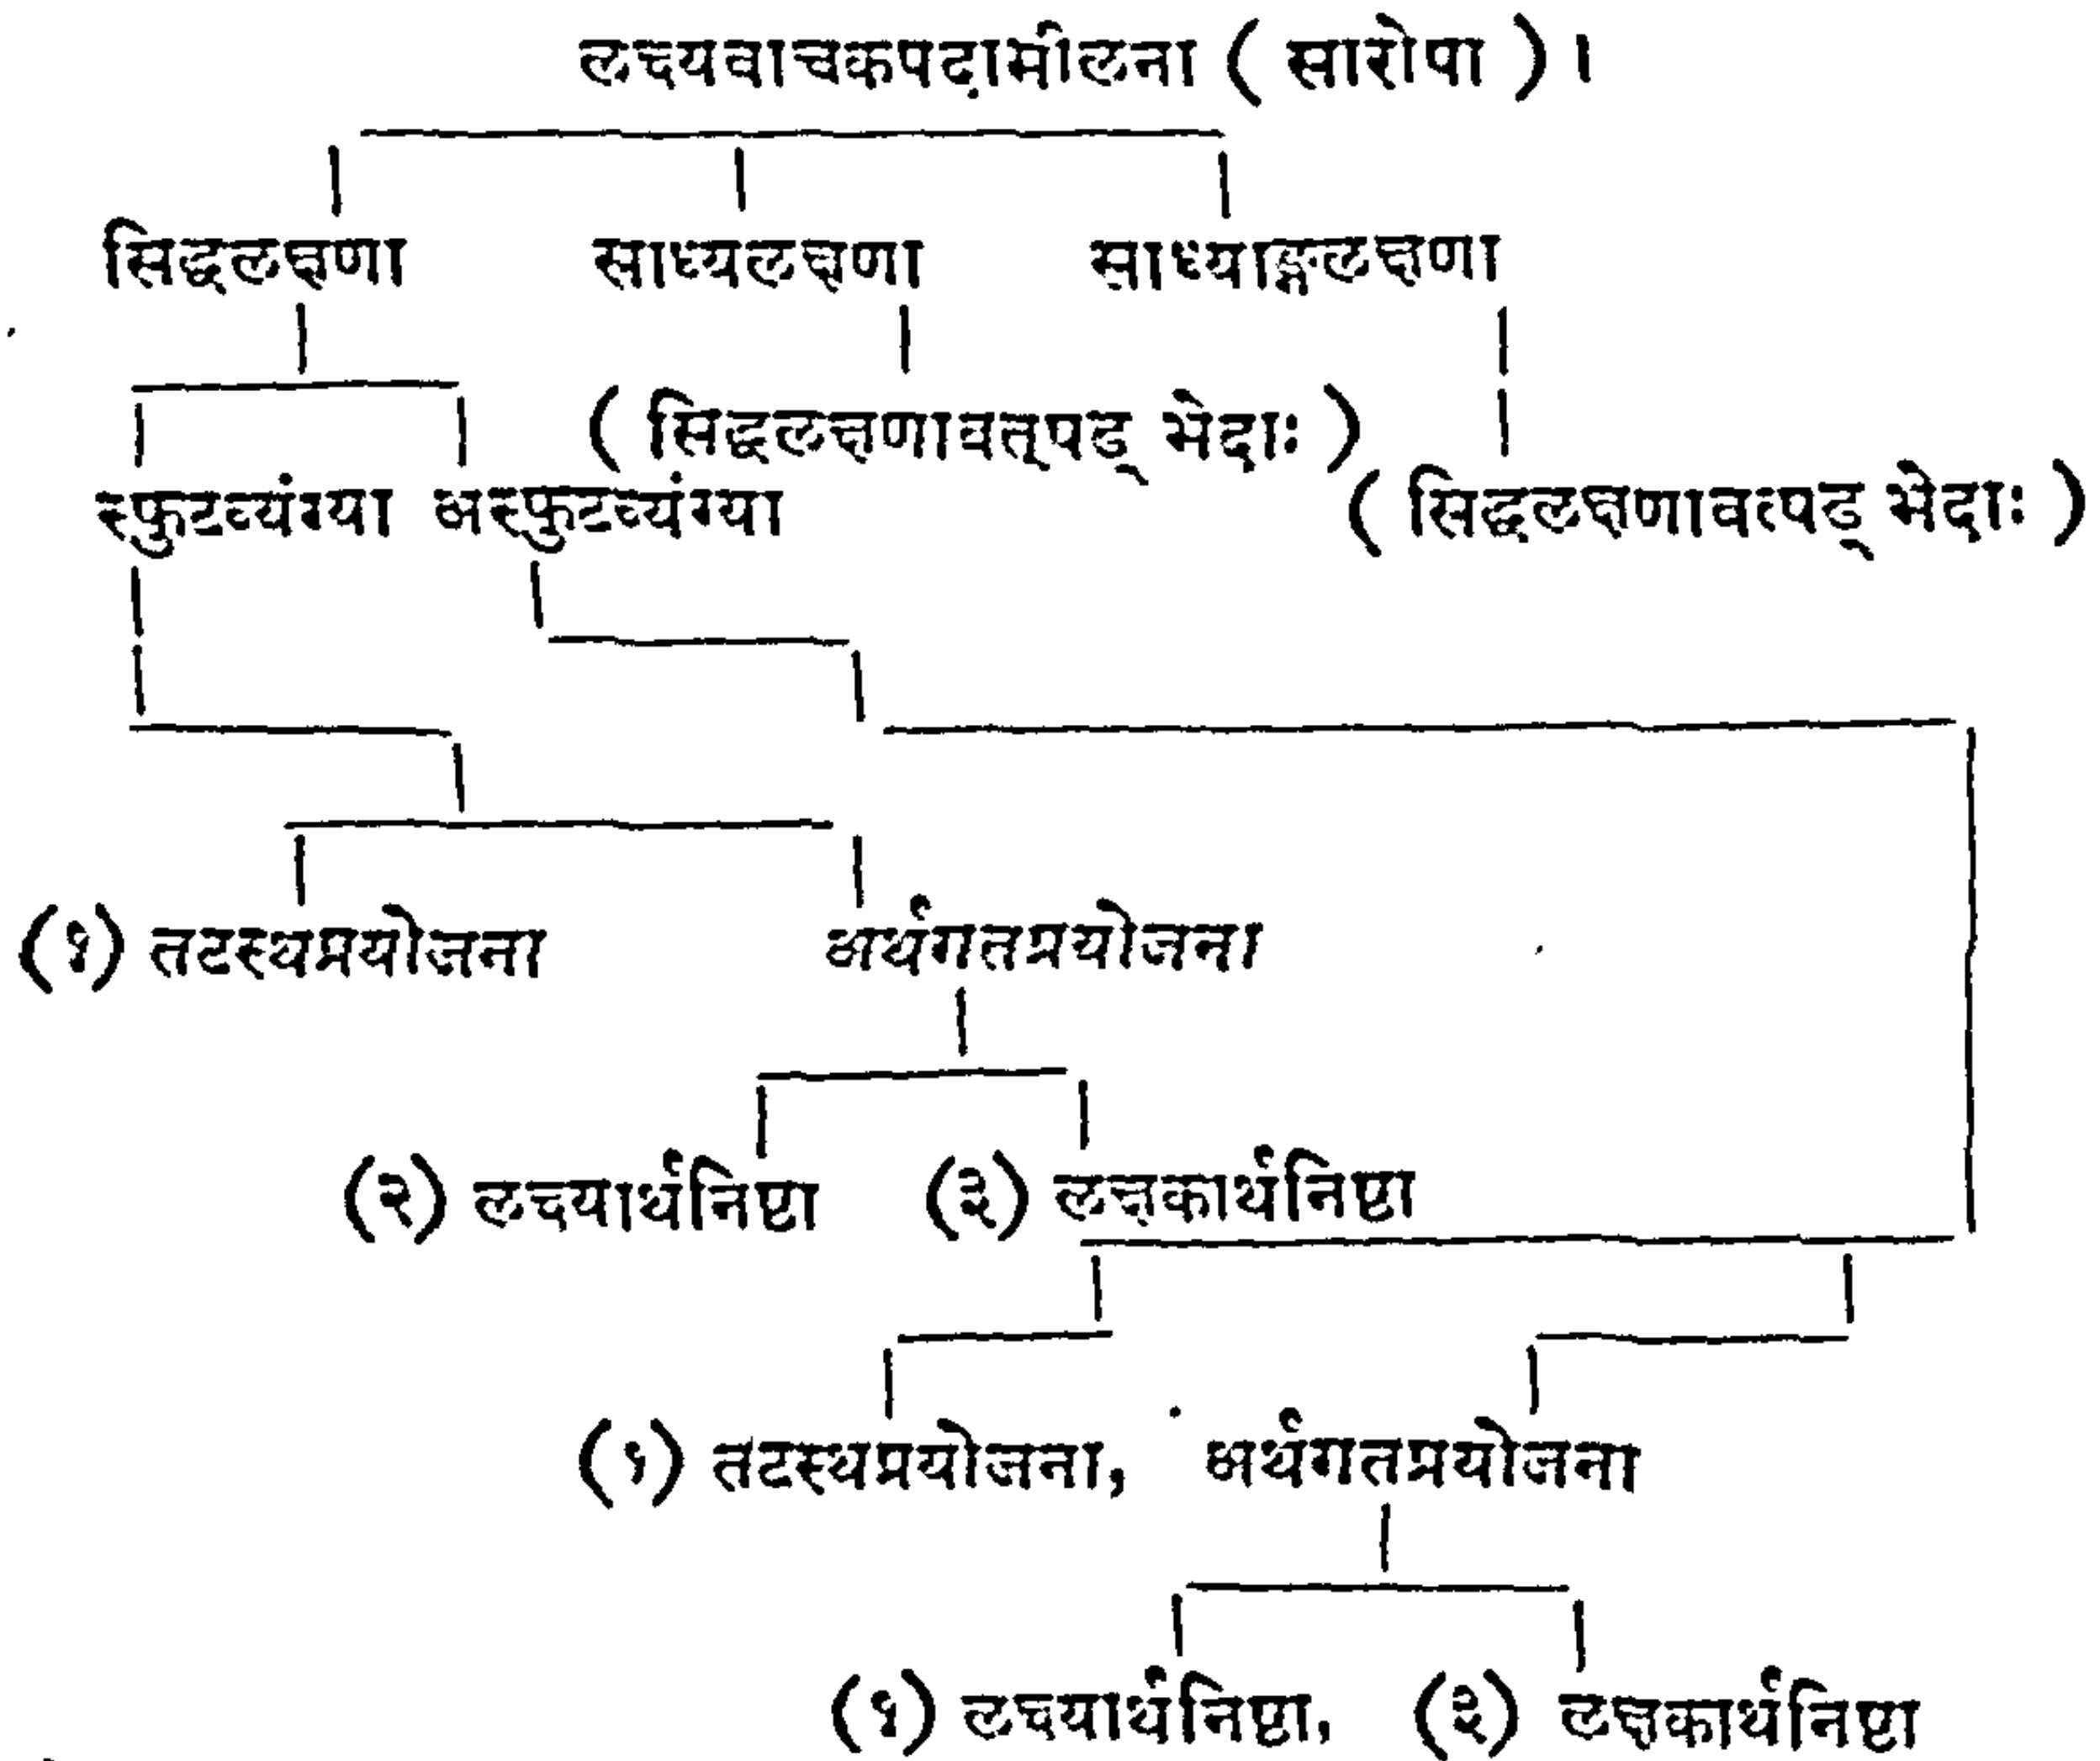 लक्ष्यवाचकपदामीलना ( सारोपा ) ।
सिद्धलक्षणा साध्यलक्षणा साध्याङ्गलक्षणा
( सिद्धलक्षणावत्षड् भेदाः )
स्फुटव्यंग्या अस्फुटव्यंग्या ( सिद्धलक्षणावत्षड् भेदाः )
(१) तटस्थप्रयोजना अर्थगतप्रयोजना
(२) लक्ष्यार्थनिष्ठा (३) लक्षकार्थनिष्ठा
(१) तटस्थप्रयोजना, अर्थगतप्रयोजना
(१) लक्ष्यार्थनिष्ठा, (२) लक्षकार्थनिष्ठा